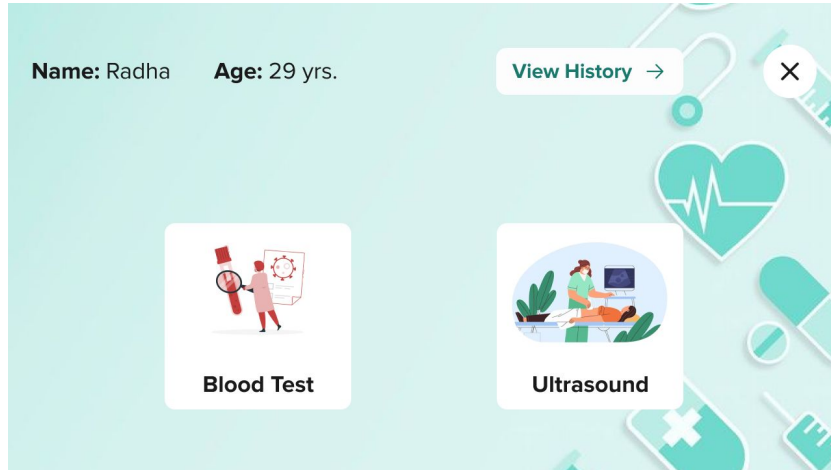 Name: Radha Age: 29 yrs. View History →
Blood Test Ultrasound